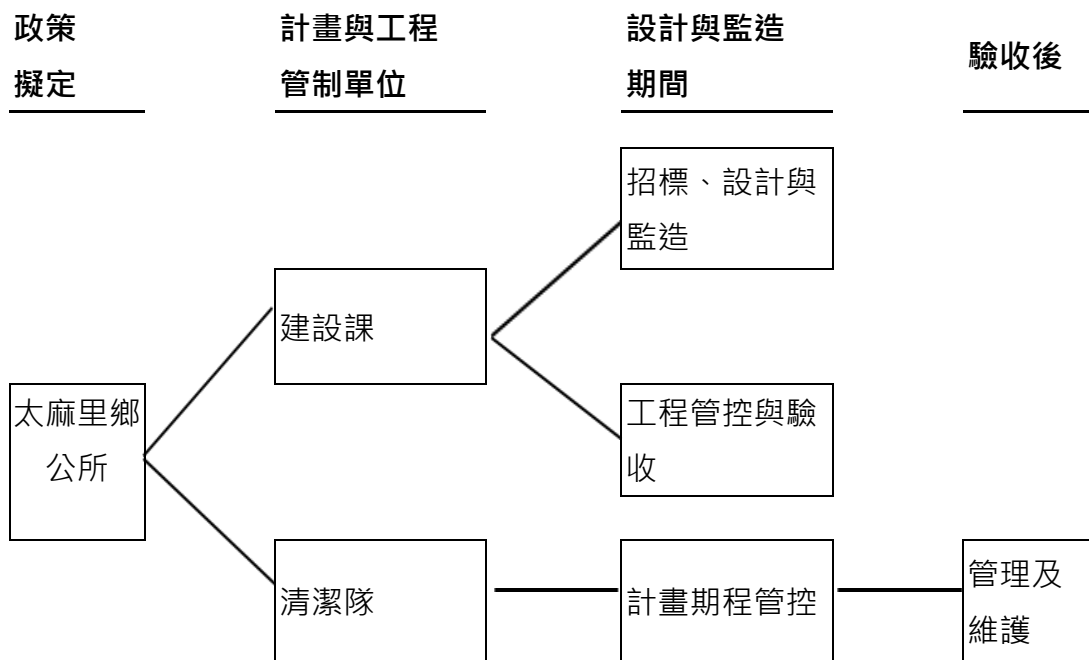 政策
擬定
計畫與工程
管制單位
設計與監造
期間
驗收後
招標、設計與
監造
建設課
太麻里鄉
公所
工程管控與驗
收
清潔隊
計畫期程管控
管理及
維護